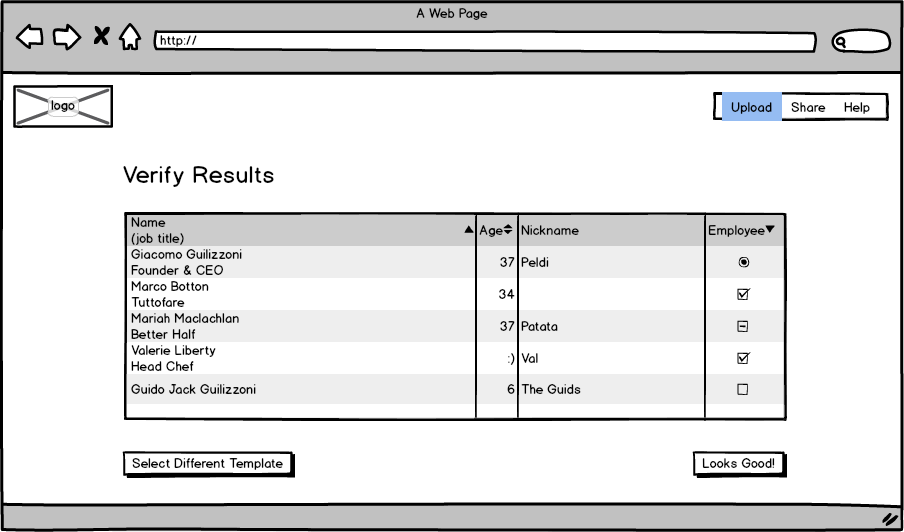 A Web Page
http://
logo
Upload Share Help
Verify Results
Name
(job title)
Age
Nickname
Employee
Giacomo Guilizzoni
Founder & CEO
37
Peldi
Marco Botton
Tuttofare
34
Mariah Maclachlan
Better Half
37
Patata
Valerie Liberty
Head Chef
:)
Val
Guido Jack Guilizzoni
6
The Guids
Select Different Template
Looks Good!